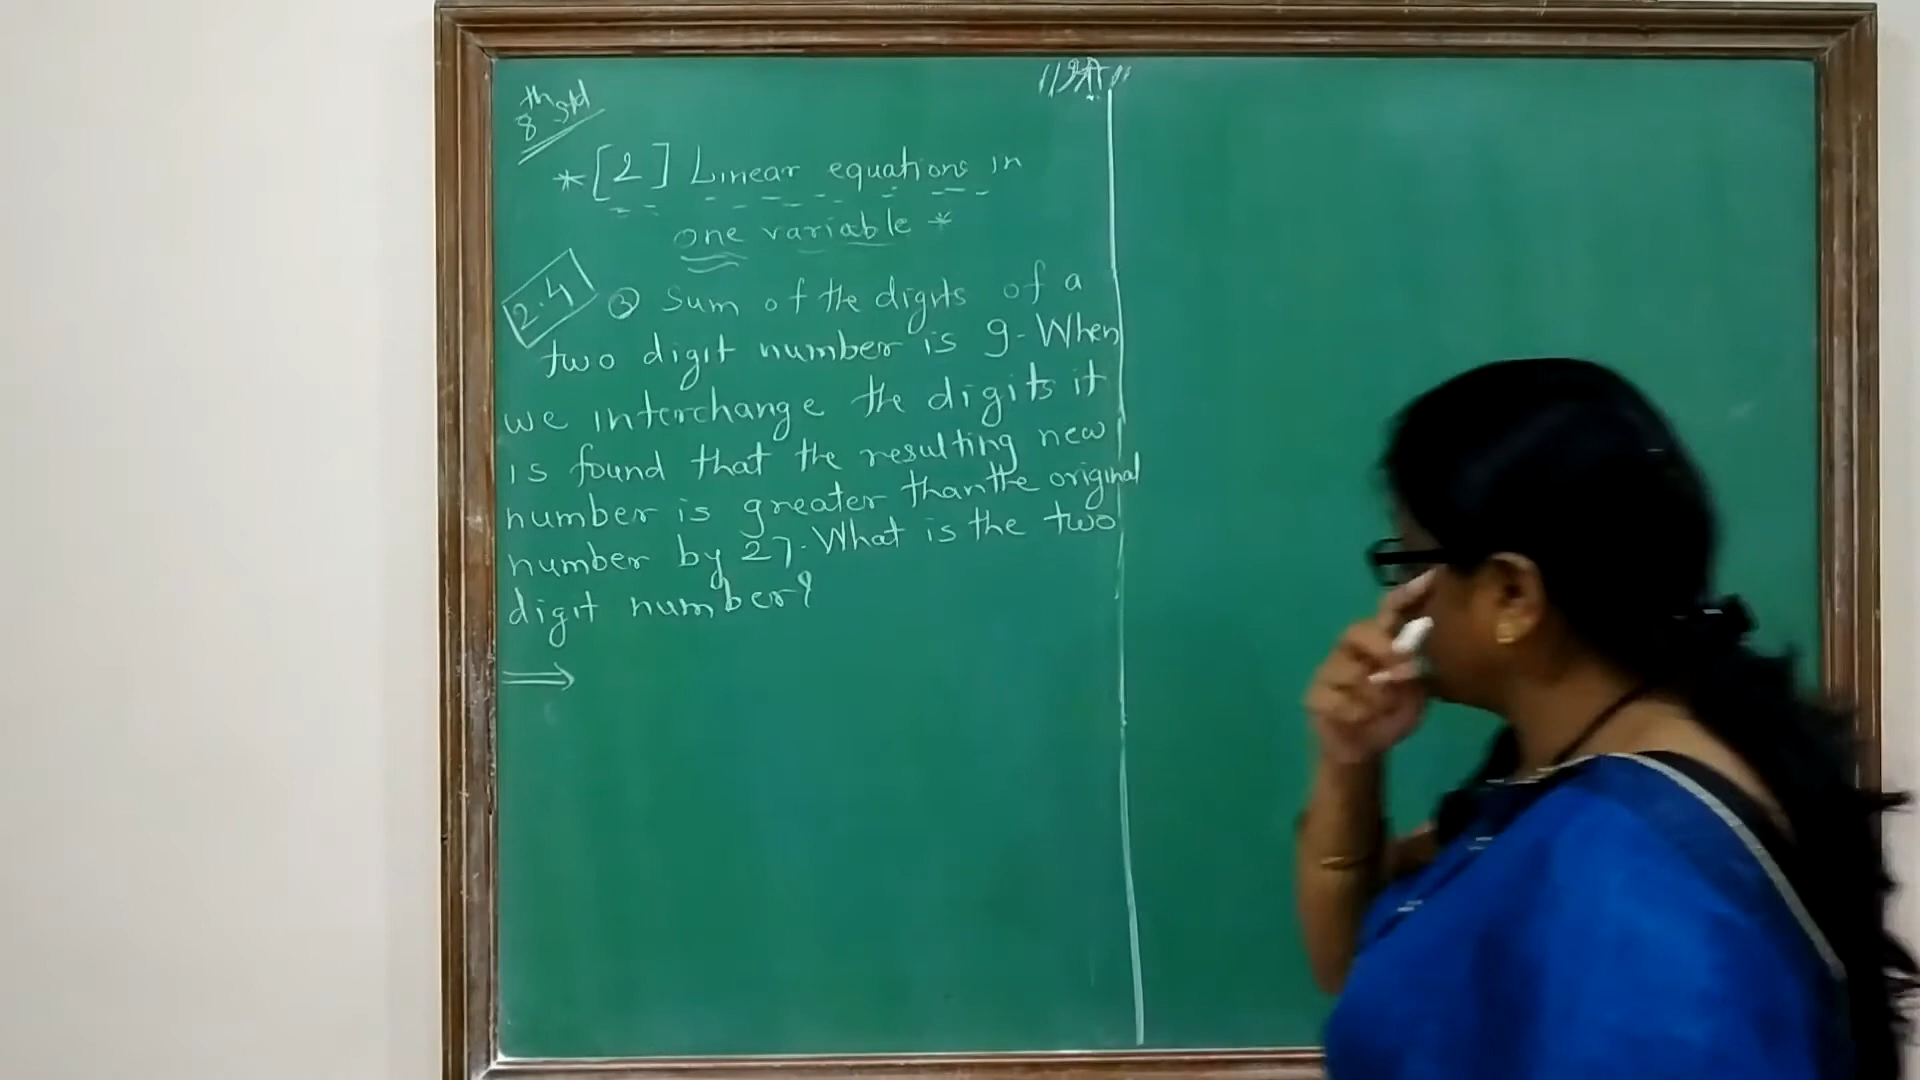 8th std
* [2] Linear equations in
one variable *
2.4
③ Sum of the digits of a
two digit number is 9. When
we interchange the digits it
is found that the resulting new
number is greater than the original
number by 27. What is the two
digit number?
⇒